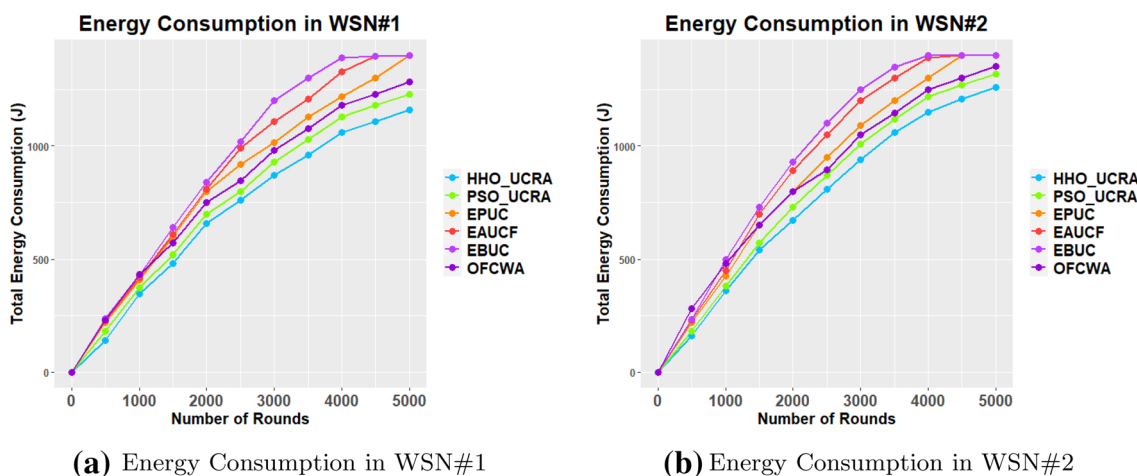 Energy Consumption in WSN#1
Total Energy Consumption (J)
1000
500
0
0 1000 2000 3000 4000 5000
Number of Rounds
HHO_UCRA
PSO_UCRA
EPUC
EAUCF
EBUC
OFCWA
(a) Energy Consumption in WSN#1
Energy Consumption in WSN#2
Total Energy Consumption (J)
1000
500
0
0 1000 2000 3000 4000 5000
Number of Rounds
HHO_UCRA
PSO_UCRA
EPUC
EAUCF
EBUC
OFCWA
(b) Energy Consumption in WSN#2